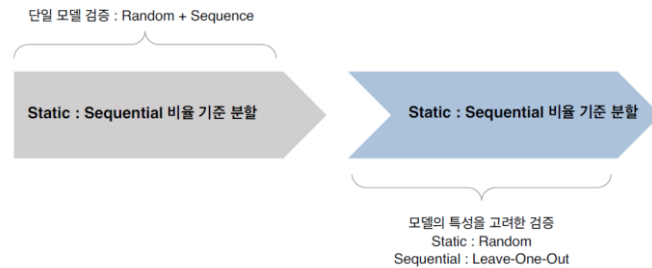 단일 모델 검증 : Random + Sequence
Static : Sequential 비율 기준 분할
Static : Sequential 비율 기준 분할
모델의 특성을 고려한 검증
Static : Random
Sequential : Leave-One-Out